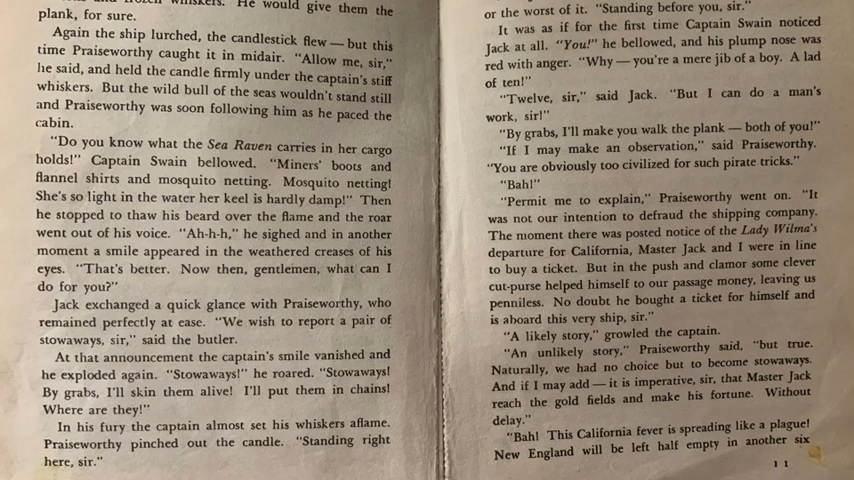 and frozen whiskers. He would give them the
plank, for sure.
Again the ship lurched, the candlestick flew — but this
time Praiseworthy caught it in midair. "Allow me, sir,"
he said, and held the candle firmly under the captain's stiff
whiskers. But the wild bull of the seas wouldn't stand still
and Praiseworthy was soon following him as he paced the
cabin.
"Do you know what the Sea Raven carries in her cargo
holds!" Captain Swain bellowed. "Miners' boots and
flannel shirts and mosquito netting. Mosquito netting!
She's so light in the water her keel is hardly damp!" Then
he stopped to thaw his beard over the flame and the roar
went out of his voice. "Ah-h-h," he sighed and in another
moment a smile appeared in the weathered creases of his
eyes. "That's better. Now then, gentlemen, what can I
do for you?"
Jack exchanged a quick glance with Praiseworthy, who
remained perfectly at ease. "We wish to report a pair of
stowaways, sir," said the butler.
At that announcement the captain's smile vanished and
he exploded again. "Stowaways!" he roared. "Stowaways!
By grabs, I'll skin them alive! I'll put them in chains!
Where are they!"
In his fury the captain almost set his whiskers aflame.
Praiseworthy pinched out the candle. "Standing right
here, sir."
or the worst of it. "Standing before you, sir."
It was as if for the first time Captain Swain noticed
Jack at all. "You!" he bellowed, and his plump nose was
red with anger. "Why — you're a mere jib of a boy. A lad
of ten!"
"Twelve, sir," said Jack. "But I can do a man's
work, sir!"
"By grabs, I'll make you walk the plank — both of you!"
"If I may make an observation," said Praiseworthy.
"You are obviously too civilized for such pirate tricks."
"Bah!"
"Permit me to explain," Praiseworthy went on. "It
was not our intention to defraud the shipping company.
The moment there was posted notice of the Lady Wilma's
departure for California, Master Jack and I were in line
to buy a ticket. But in the push and clamor some clever
cut-purse helped himself to our passage money, leaving us
penniless. No doubt he bought a ticket for himself and
is aboard this very ship, sir."
"A likely story," growled the captain.
"An unlikely story," Praiseworthy said, "but true.
Naturally, we had no choice but to become stowaways.
And if I may add — it is imperative, sir, that Master Jack
reach the gold fields and make his fortune. Without
delay."
"Bah! This California fever is spreading like a plague!
New England will be left half empty in another six
11